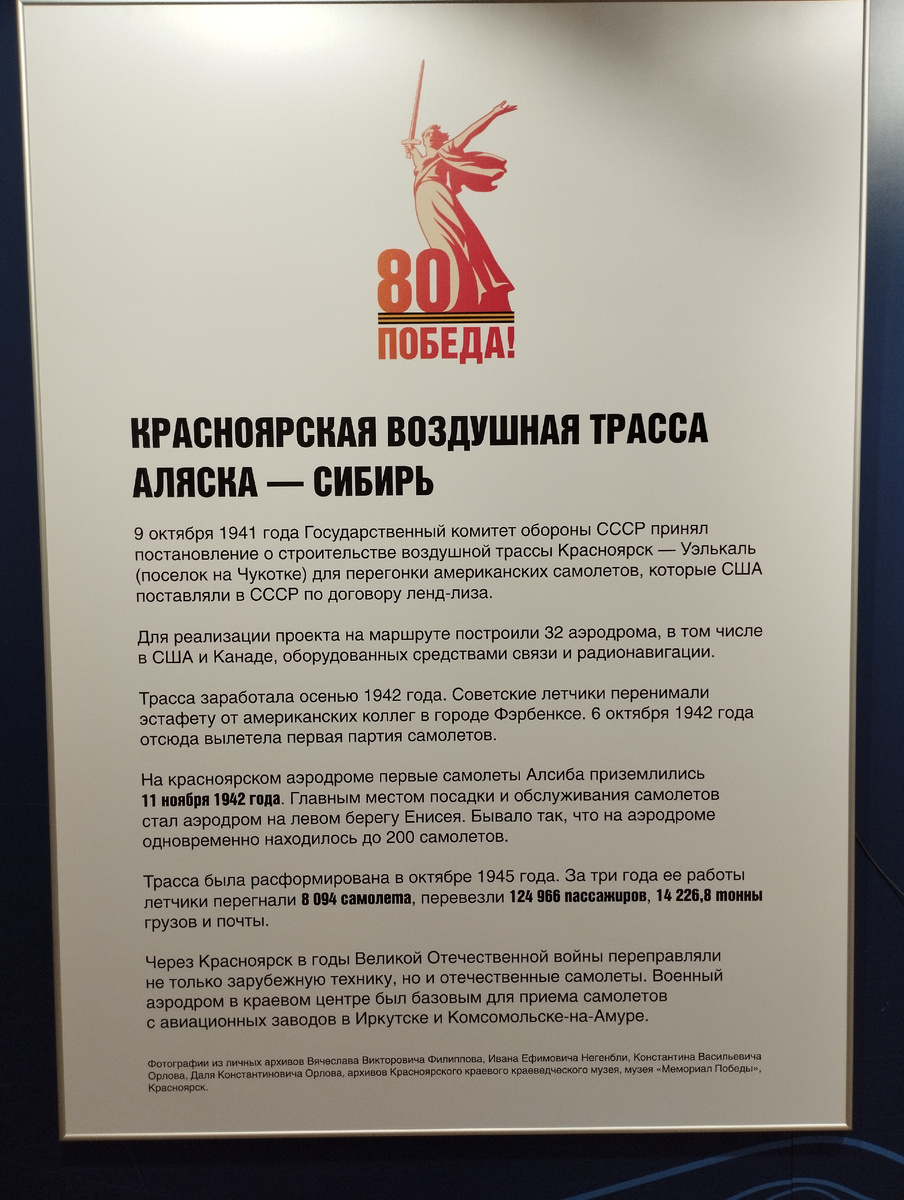 80
ПОБЕДА!
КРАСНОЯРСКАЯ ВОЗДУШНАЯ ТРАССА
АЛЯСКА — СИБИРЬ
9 октября 1941 года Государственный комитет обороны СССР принял
постановление о строительстве воздушной трассы Красноярск — Уэлькаль
(поселок на Чукотке) для перегонки американских самолетов, которые США
поставляли в СССР по договору ленд-лиза.
Для реализации проекта на маршруте построили 32 аэродрома, в том числе
в США и Канаде, оборудованных средствами связи и радионавигации.
Трасса заработала осенью 1942 года. Советские летчики перенимали
эстафету от американских коллег в городе Фэрбенксе. 6 октября 1942 года
отсюда вылетела первая партия самолетов.
На красноярском аэродроме первые самолеты Алсиба приземлились
11 ноября 1942 года. Главным местом посадки и обслуживания самолетов
стал аэродром на левом берегу Енисея. Бывало так, что на аэродроме
одновременно находилось до 200 самолетов.
Трасса была расформирована в октябре 1945 года. За три года ее работы
летчики перегнали 8 094 самолета, перевезли 124 966 пассажиров, 14 226,8 тонны
грузов и почты.
Через Красноярск в годы Великой Отечественной войны переправляли
не только зарубежную технику, но и отечественные самолеты. Военный
аэродром в краевом центре был базовым для приема самолетов
с авиационных заводов в Иркутске и Комсомольске-на-Амуре.
Фотографии из личных архивов Вячеслава Викторовича Филиппова, Ивана Ефимовича Негенбли, Константина Васильевича
Орлова, Даля Константиновича Орлова, архивов Красноярского краевого краеведческого музея, музея «Мемориал Победы»,
Красноярск.